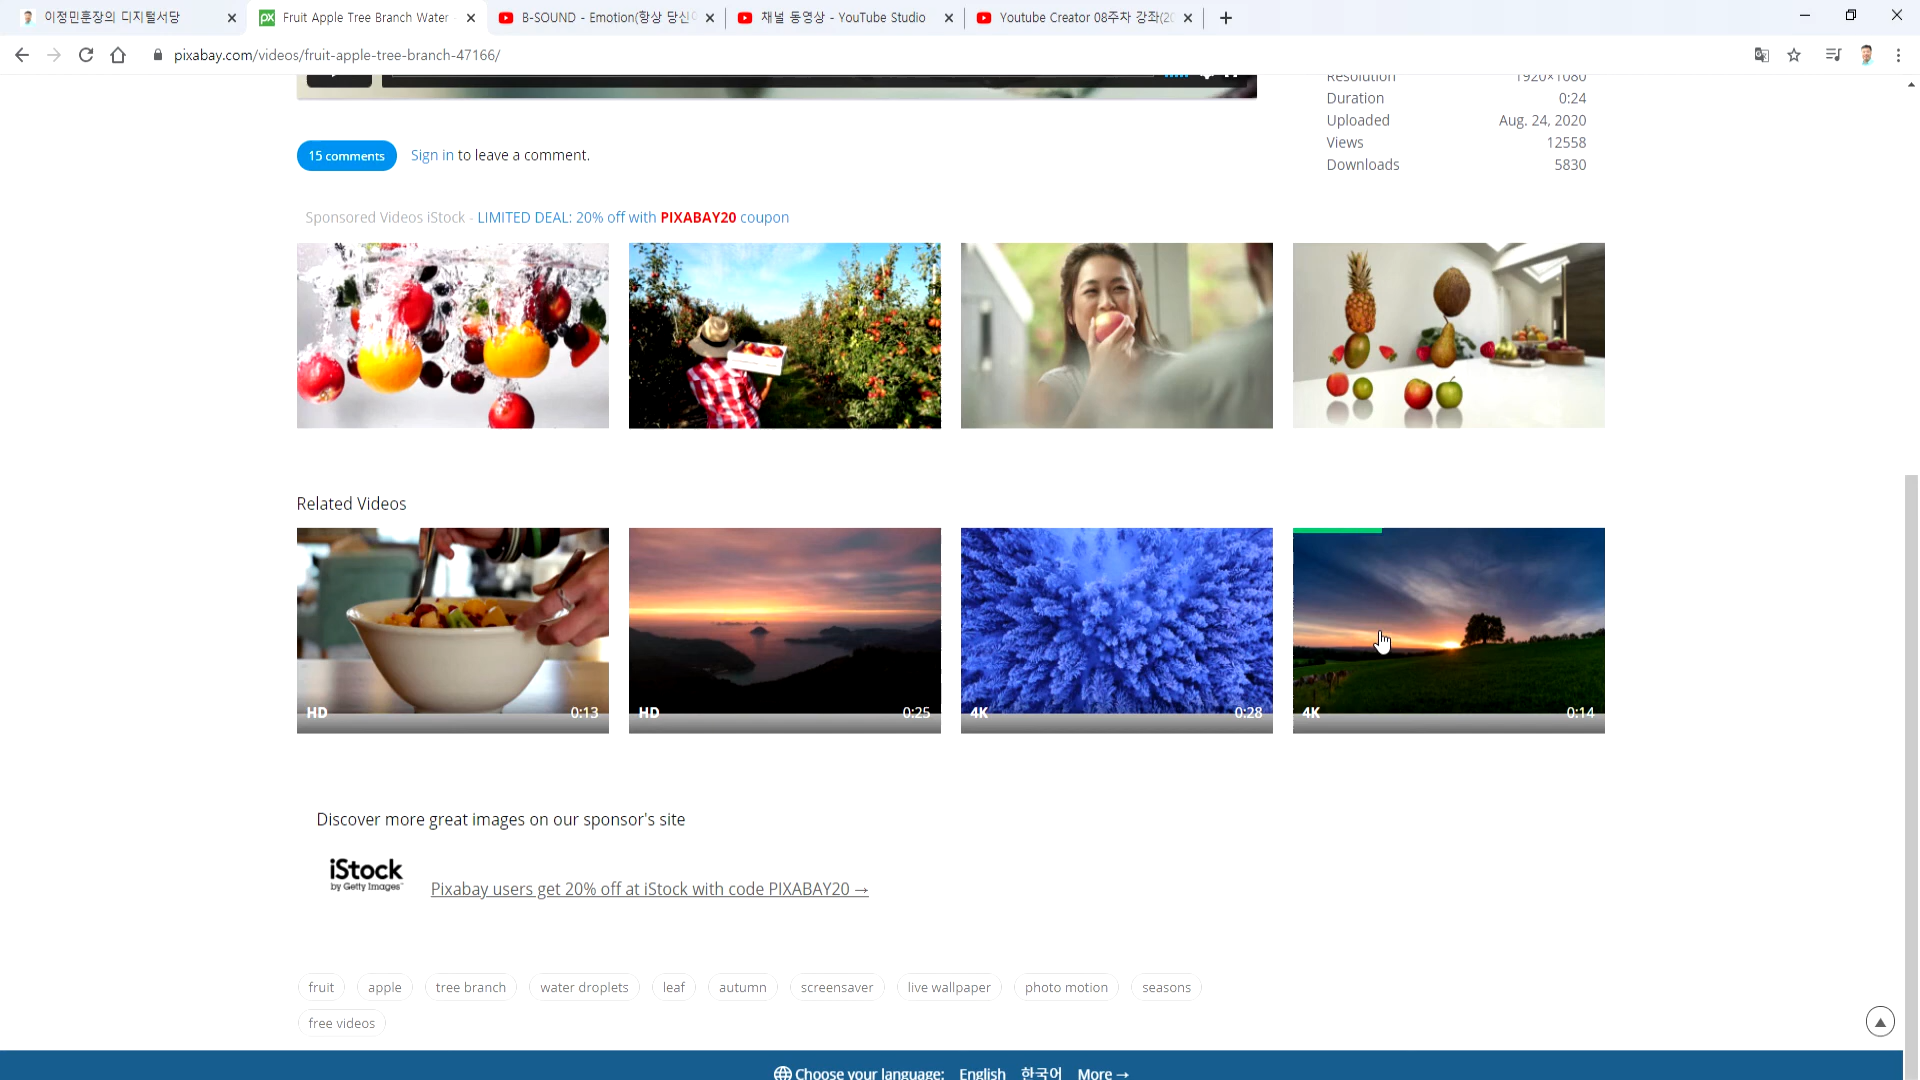 이정민훈장의 디지털서당
Fruit Apple Tree Branch Water
B-SOUND - Emotion(항상 당신이
채널 동영상 - YouTube Studio
Youtube Creator 08주차 강좌(20
pixabay.com/videos/fruit-apple-tree-branch-47166/
Resolution 1920×1080
Duration 0:24
Uploaded Aug. 24, 2020
Views 12558
Downloads 5830
15 comments Sign in to leave a comment.
Sponsored Videos iStock - LIMITED DEAL: 20% off with PIXABAY20 coupon
Related Videos
HD 0:13
HD 0:25
4K 0:28
4K 0:14
Discover more great images on our sponsor's site
iStock
by Getty Images™
Pixabay users get 20% off at iStock with code PIXABAY20 →
fruit apple tree branch water droplets leaf autumn screensaver live wallpaper photo motion seasons
free videos
Choose your language: English 한국어 More →